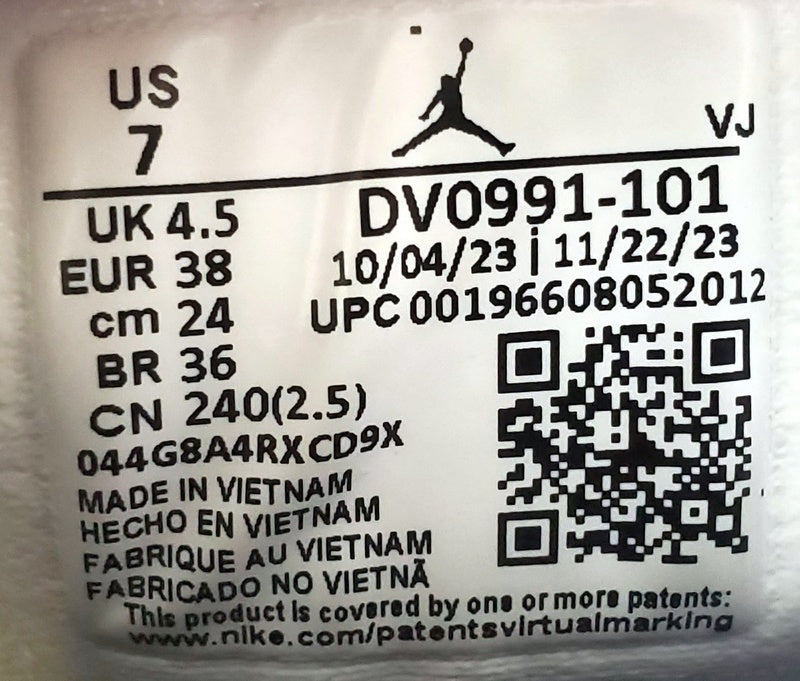 US
7
VJ
UK 4.5
EUR 38
cm 24
BR 36
CN 240(2.5)
DV0991-101
10/04/23 | 11/22/23
UPC 00196608052012
044G8A4RXCD9X
MADE IN VIETNAM
HECHO EN VIETNAM
FABRIQUE AU VIETNAM
FABRICADO NO VIETNÃ
This product is covered by one or more patents:
www.nike.com/patentsvirtualmarking